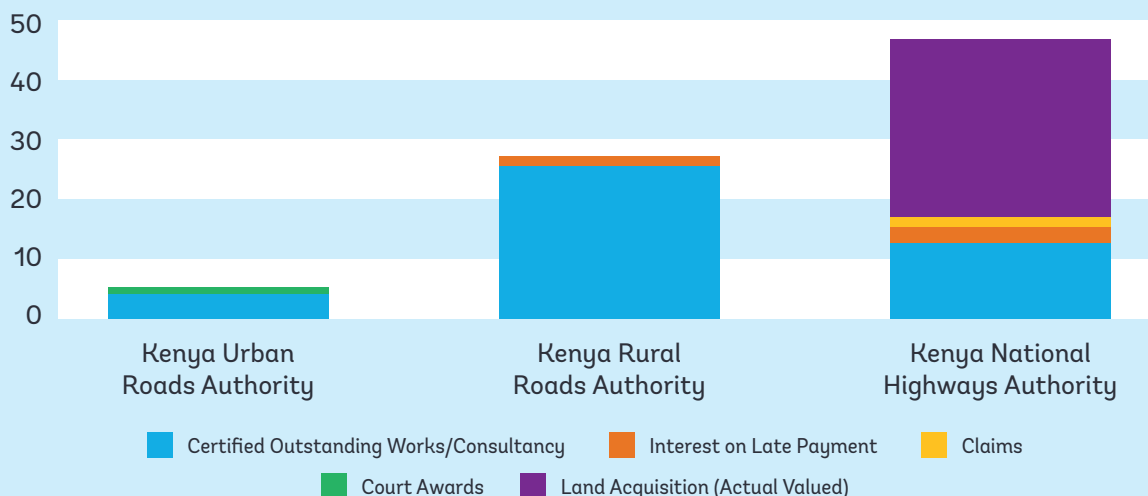 50
40
30
20
10
0
Kenya Urban
Roads Authority
Kenya Rural
Roads Authority
Kenya National
Highways Authority
Certified Outstanding Works/Consultancy
Interest on Late Payment
Claims
Court Awards
Land Acquisition (Actual Valued)